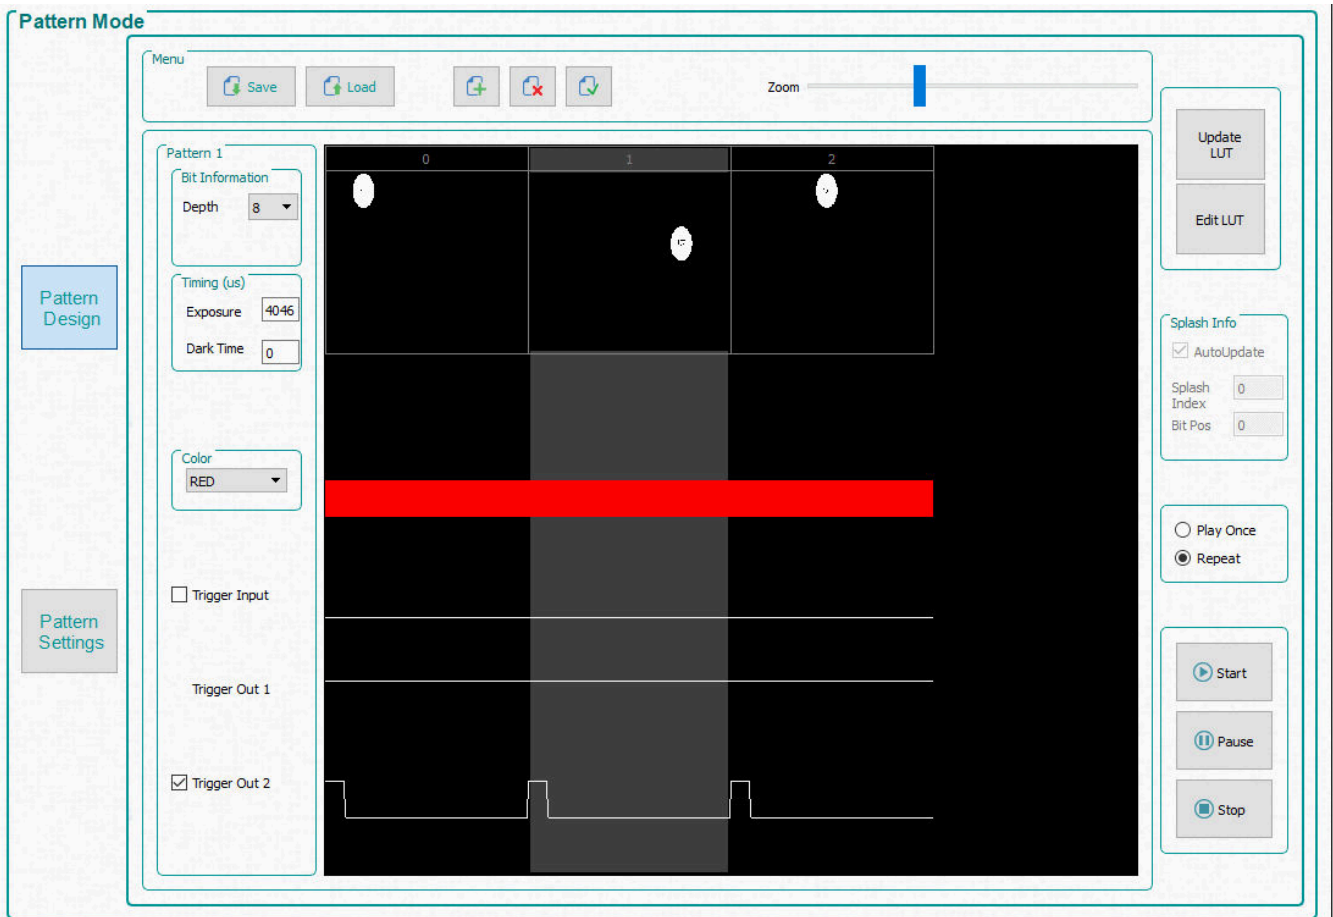 Pattern Mode
Menu
Save
Load
Zoom
Pattern 1
Bit Information
Depth
8
Timing (us)
Exposure
4046
Dark Time
0
Color
RED
Trigger Input
Trigger Out 1
Trigger Out 2
0
1
2
Pattern
Design
Pattern
Settings
Update
LUT
Edit LUT
Splash Info
AutoUpdate
Splash
Index
0
Bit Pos
0
Play Once
Repeat
Start
Pause
Stop